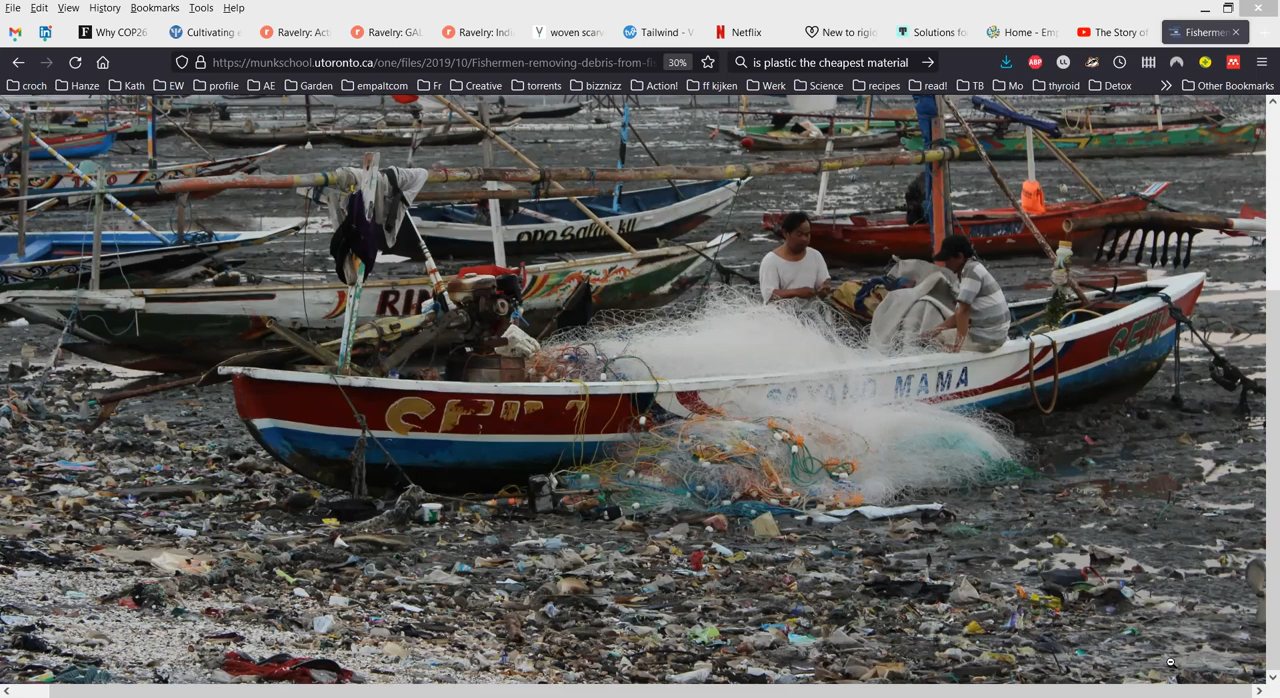 File Edit View History Bookmarks Tools Help
Why COP26 Cultivating Ravelry: Act Ravelry: GAL Ravelry: Indi woven scarv Tailwind - V Netflix New to rigid Solutions fo Home - Emp The Story of Fishermen
https://munkschool.utoronto.ca/one/files/2019/10/Fishermen-removing-debris-from-fis 30% is plastic the cheapest material
croch Hanze Kath EW profile AE Garden empaltcom Fr Creative torrents bizznizz Action! ff kijken Werk Science recipes read! TB Mo thyroid Detox Other Bookmarks
MAMA